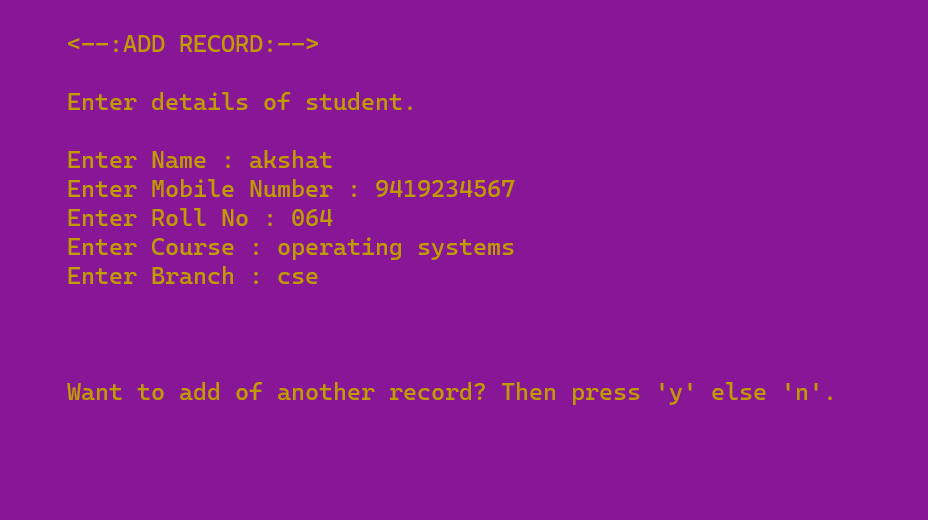 <--:ADD RECORD:-->
Enter details of student.
Enter Name : akshat
Enter Mobile Number : 9419234567
Enter Roll No : 064
Enter Course : operating systems
Enter Branch : cse
Want to add of another record? Then press 'y' else 'n'.